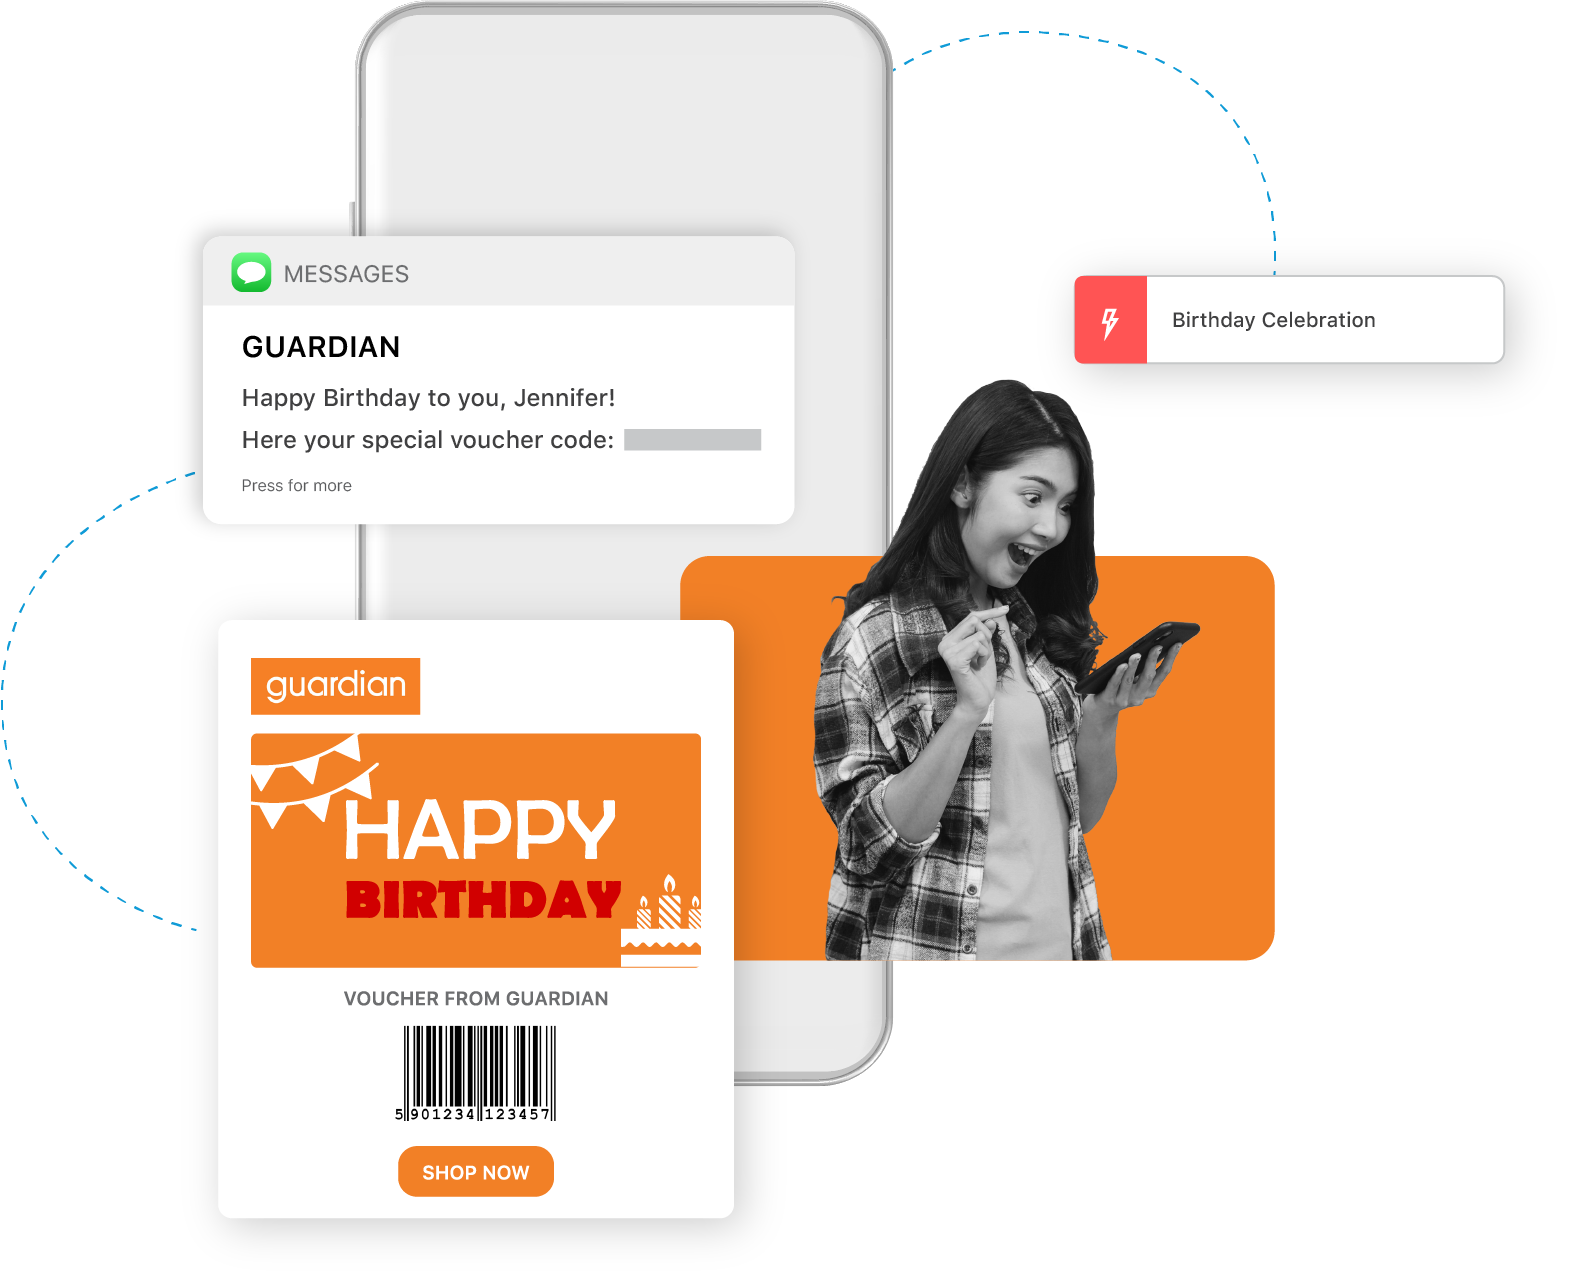 MESSAGES
GUARDIAN
Happy Birthday to you, Jennifer!
Here your special voucher code:
Press for more
Birthday Celebration
guardian
HAPPY
BIRTHDAY
VOUCHER FROM GUARDIAN
5 901234 123457
SHOP NOW